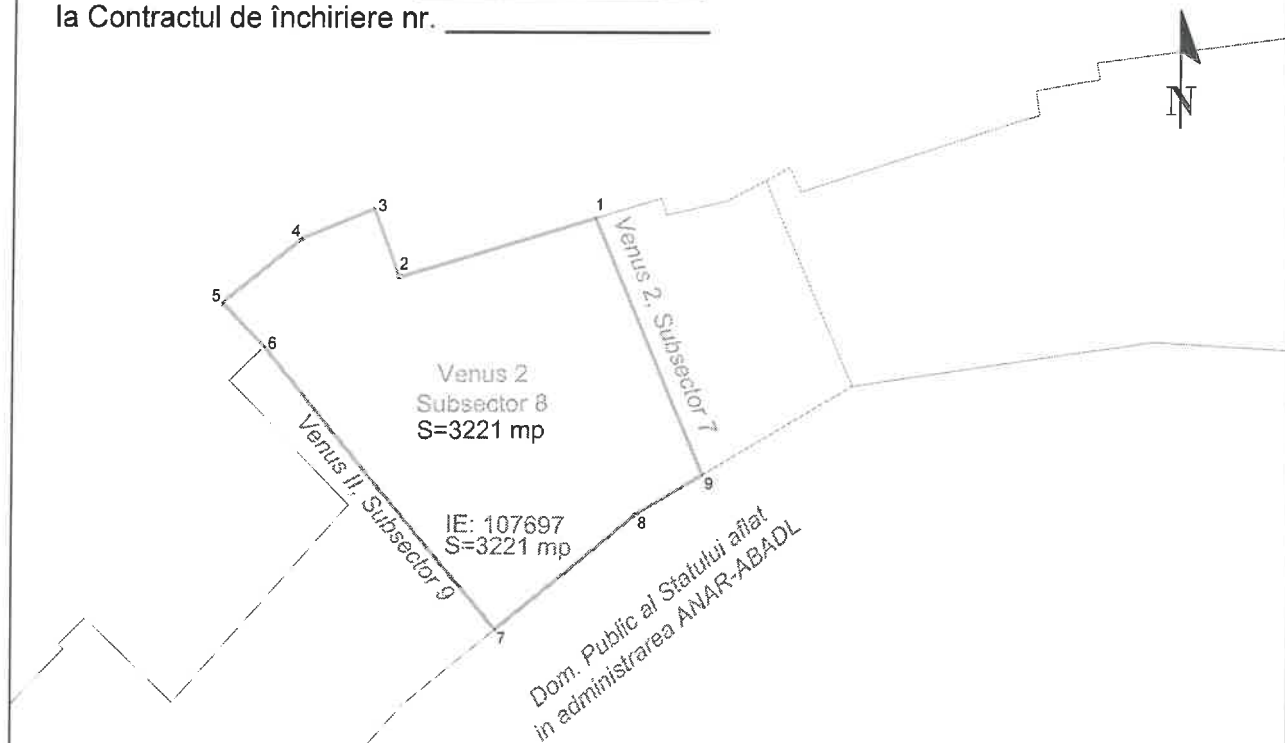 la Contractul de închiriere nr.
N
3
1
4
2
5
6
Venus 2, Subsector 7
Venus 2
Subsector 8
S=3221 mp
Venus II, Subsector 9
9
IE: 107697
S=3221 mp
8
7
Dom. Public al Statului aflat
in administrarea ANAR-ABADL